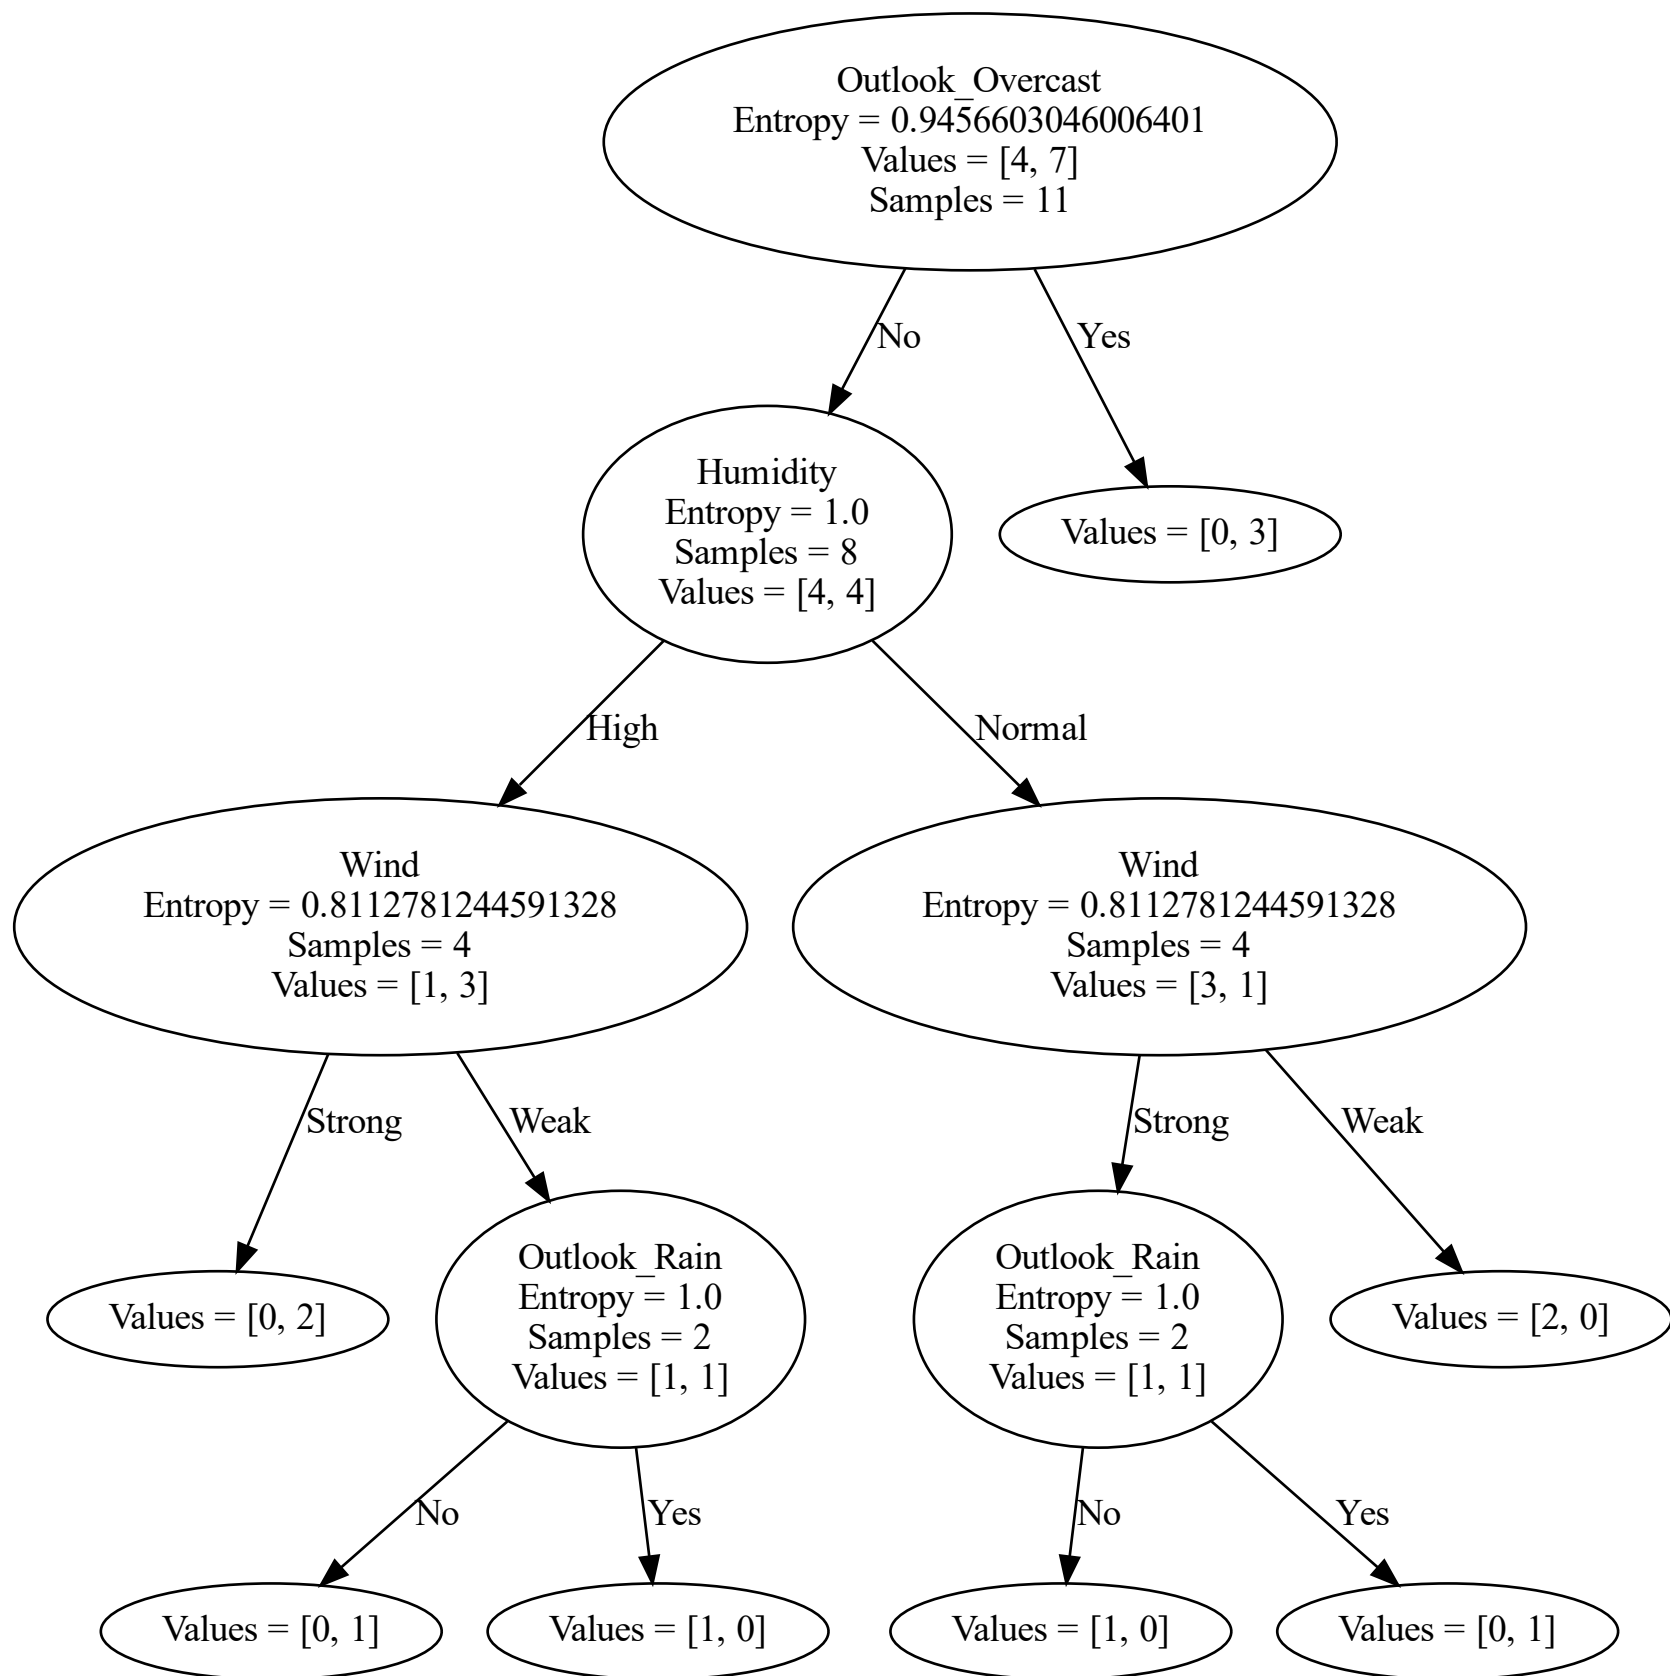 Outlook_Overcast
Entropy = 0.9456603046006401
Values = [4, 7]
Samples = 11
No
Yes
Humidity
Entropy = 1.0
Samples = 8
Values = [4, 4]
Values = [0, 3]
High
Normal
Wind
Entropy = 0.8112781244591328
Samples = 4
Values = [1, 3]
Wind
Entropy = 0.8112781244591328
Samples = 4
Values = [3, 1]
Strong
Weak
Strong
Weak
Values = [0, 2]
Outlook_Rain
Entropy = 1.0
Samples = 2
Values = [1, 1]
Outlook_Rain
Entropy = 1.0
Samples = 2
Values = [1, 1]
Values = [2, 0]
No
Yes
No
Yes
Values = [0, 1]
Values = [1, 0]
Values = [1, 0]
Values = [0, 1]